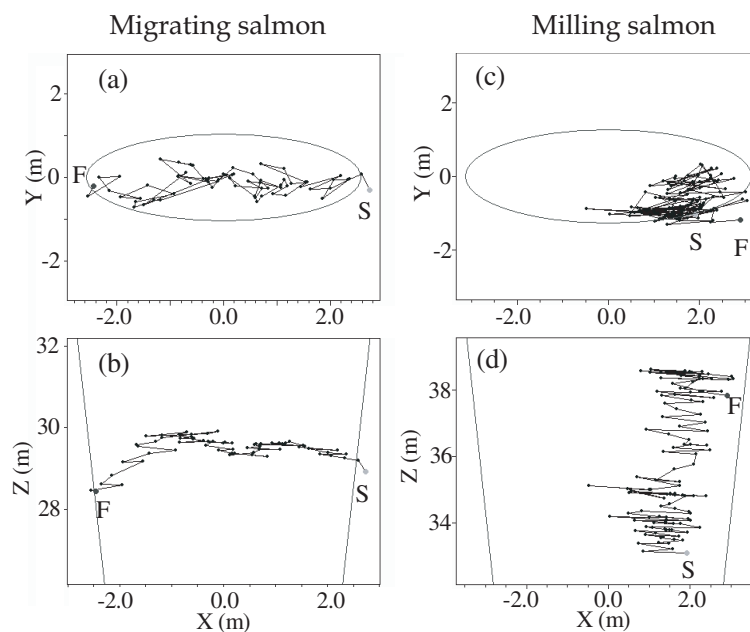 Migrating salmon Milling salmon
(a) (c)
2 2
F
Y (m) 0 Y (m) 0
S
S F
-2 -2
-2.0 0.0 2.0 -2.0 0.0 2.0
32
(b) (d)
38
F
Z (m) 30 Z (m) 36
28 F S 34
S
-2.0 0.0 2.0 -2.0 0.0 2.0
X (m) X (m)